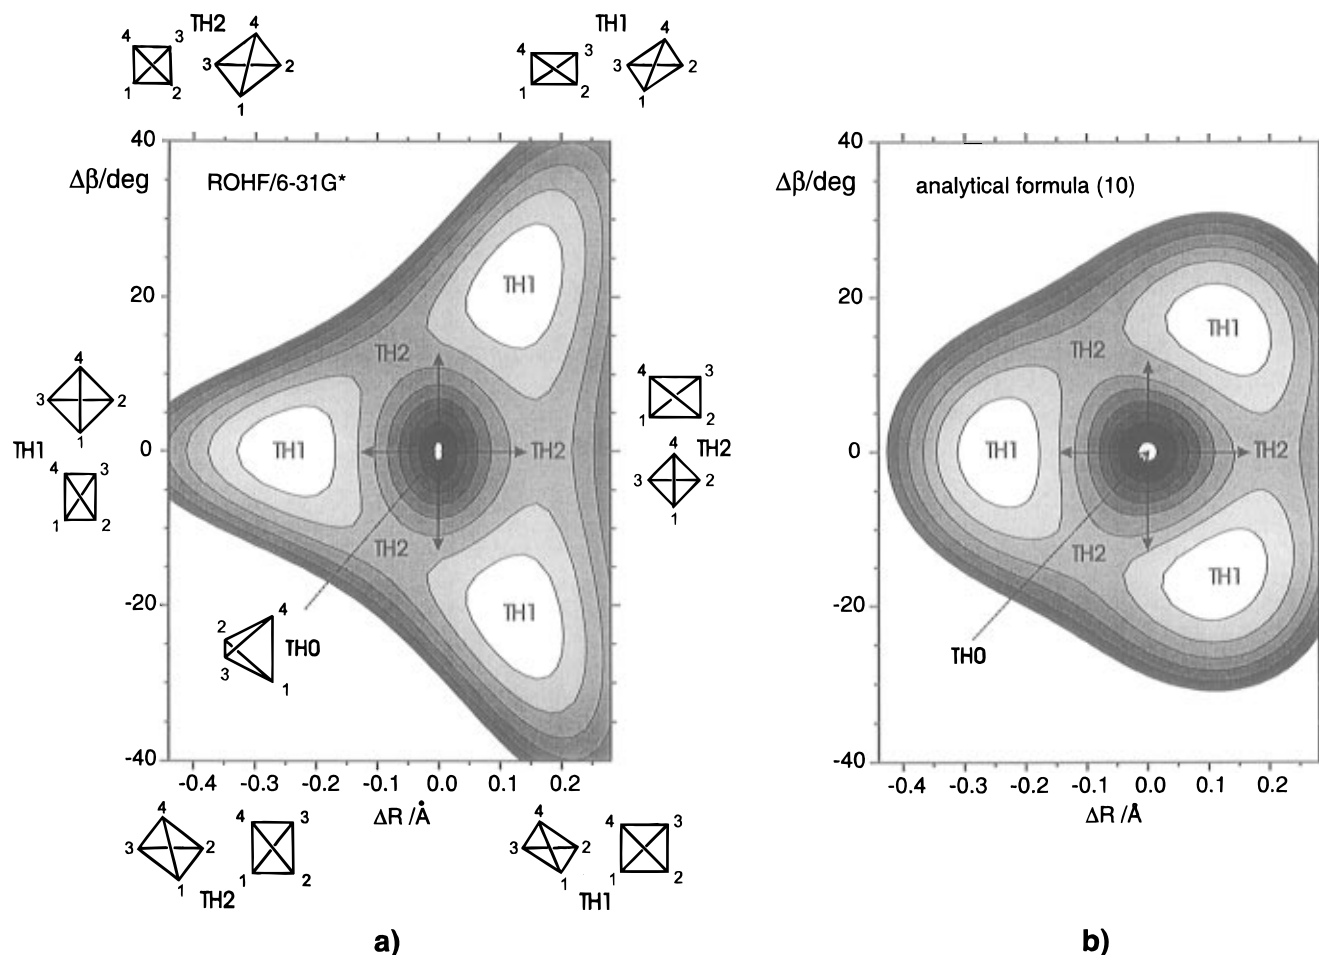 TH2
4 3 4
3 2
1 2
1
TH1
4 3 4
3 2
1 2
1
40
Δβ/deg
ROHF/6-31G*
20
0
-20
-40
TH1
TH1
TH1
TH2
TH2
TH2
4
3 2
1
TH1
4 3
1 2
4 3
1 2
TH2
4
3 2
1
4
2
TH0
3
1
-0.4 -0.3 -0.2 -0.1 0.0 0.1 0.2
ΔR /Å
4 4 3
3 2
1 1 2
TH2
4 4 3
3 2
1 1 2
TH1
a)
40
Δβ/deg
analytical formula (10)
20
0
-20
-40
TH1
TH2
TH1
TH2
TH2
TH1
TH0
-0.4 -0.3 -0.2 -0.1 0.0 0.1 0.2
ΔR /Å
b)